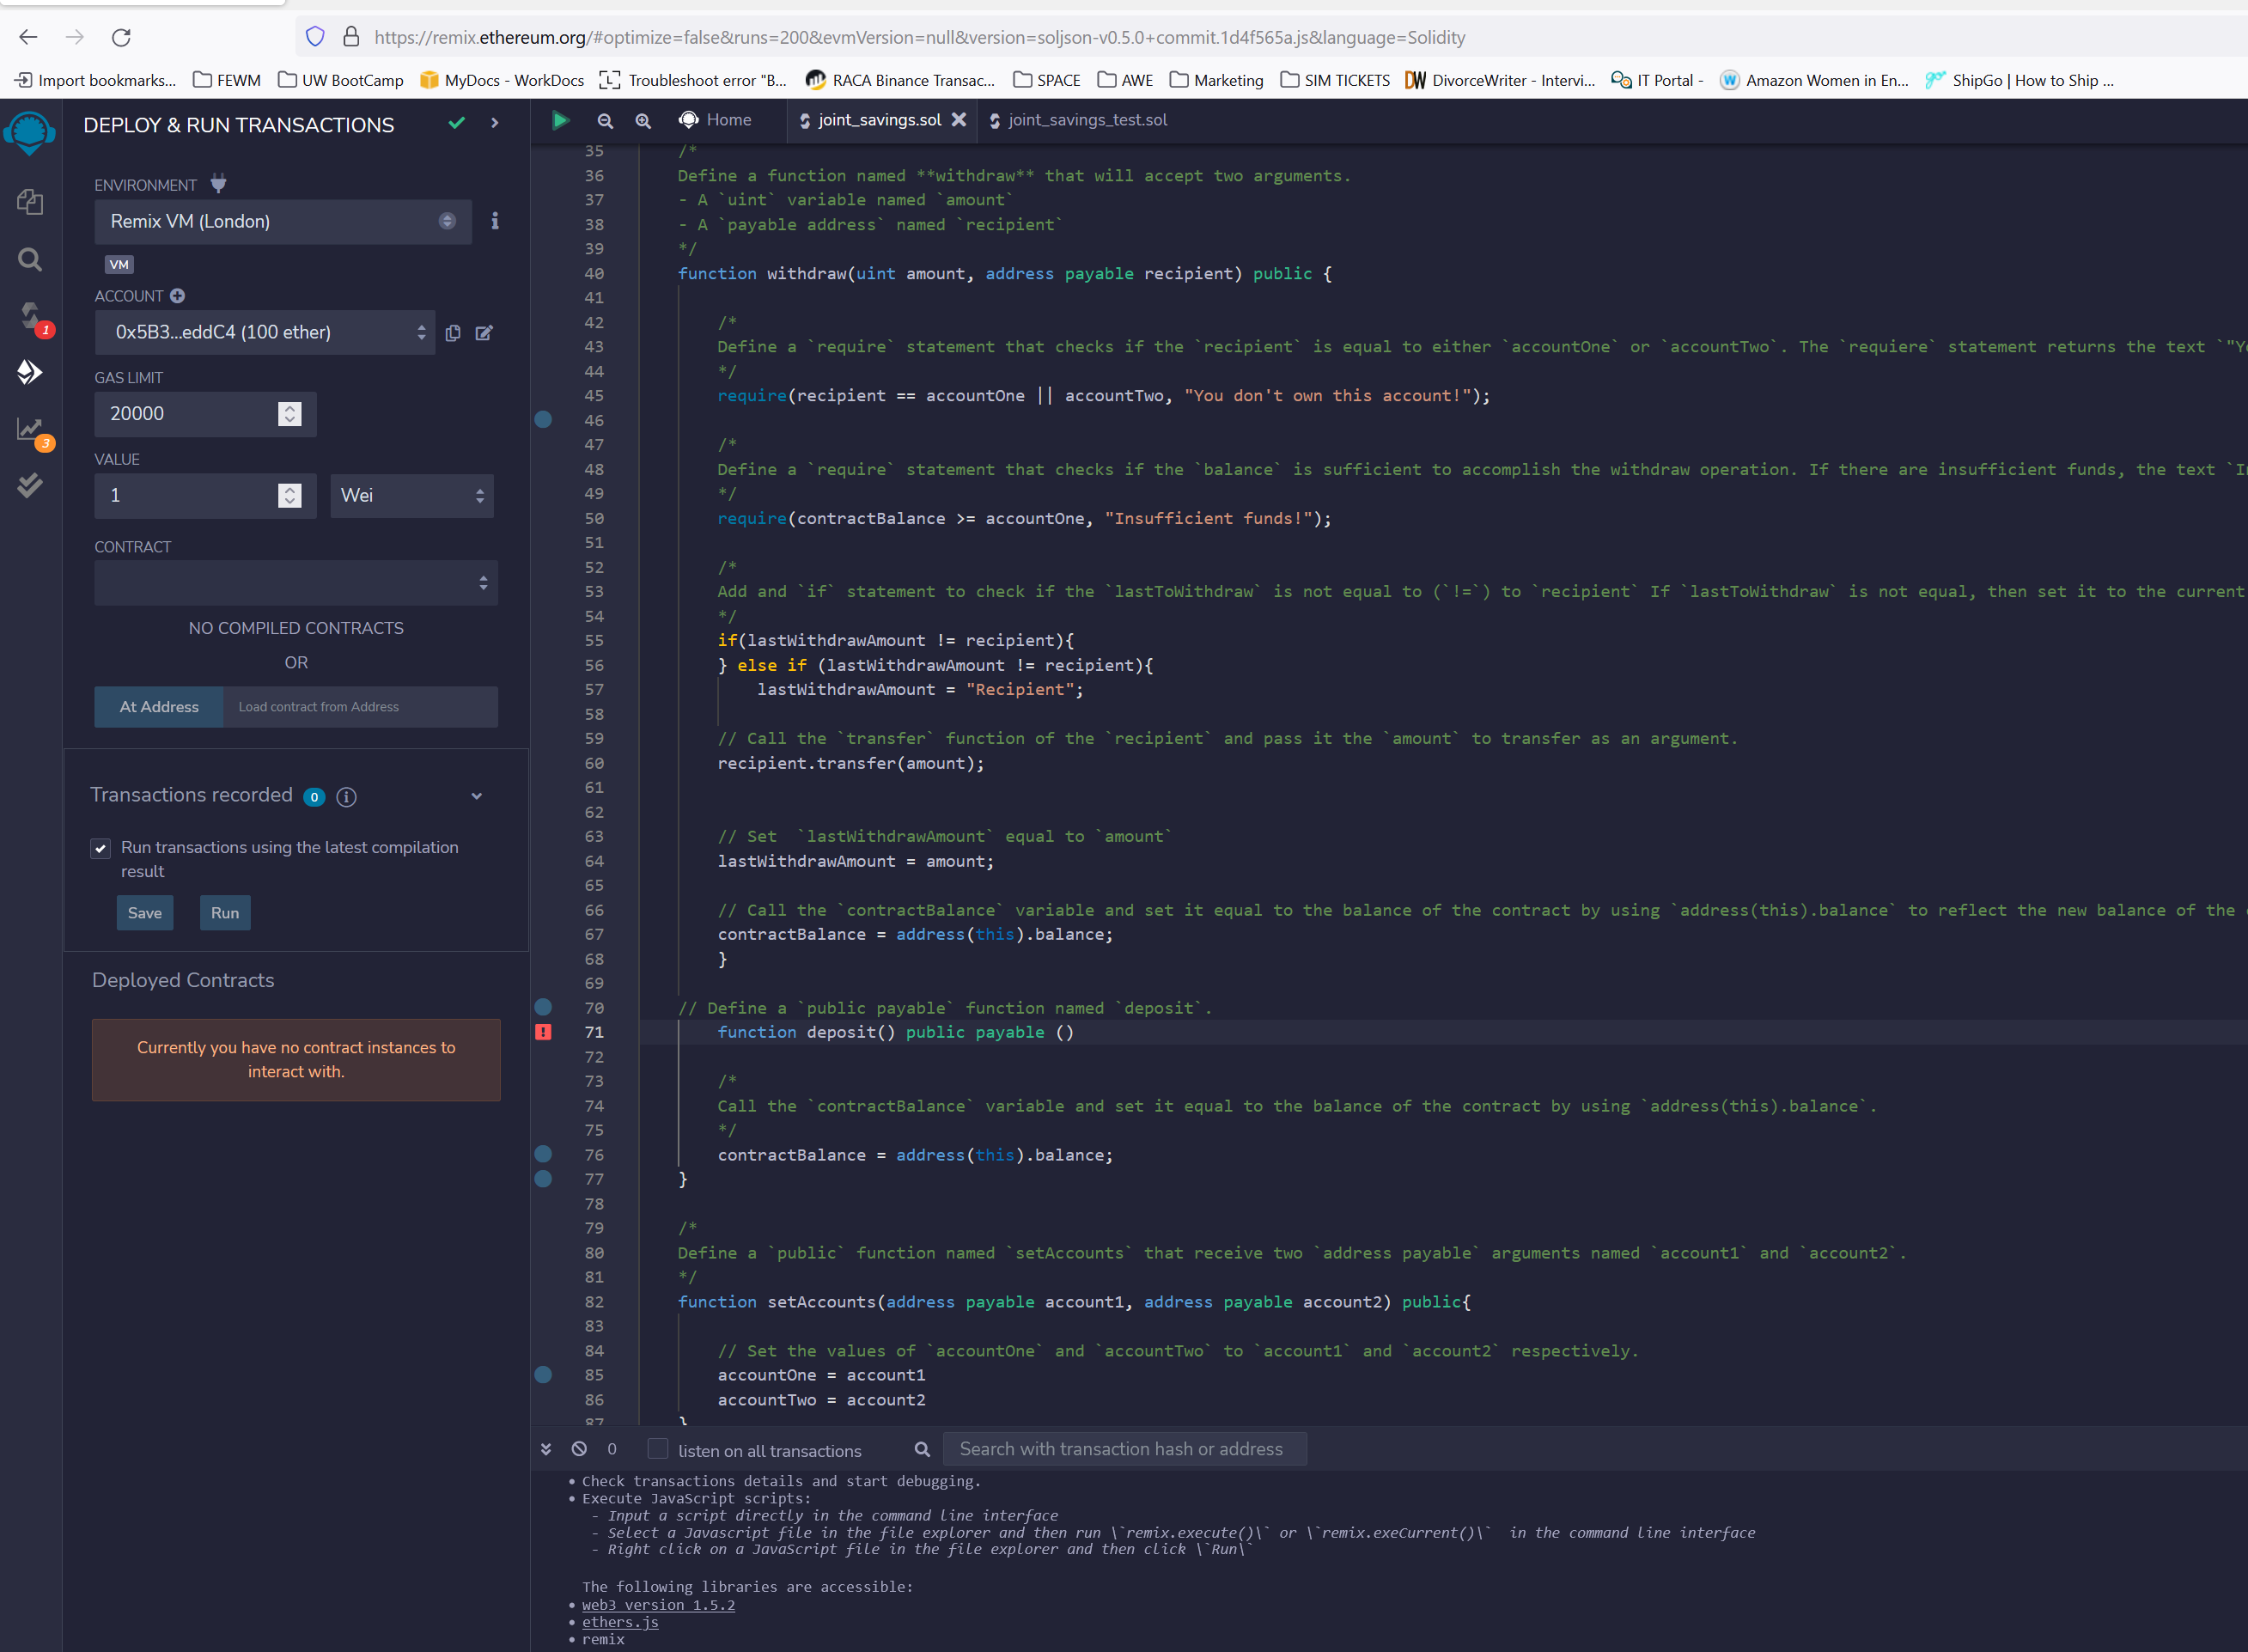 https://remix.ethereum.org/#optimize=false&runs=200&evmVersion=null&version=soljson-v0.5.0+commit.1d4f565a.js&language=Solidity
Import bookmarks... FEWM UW BootCamp MyDocs - WorkDocs Troubleshoot error "B... RACA Binance Transac... SPACE AWE Marketing SIM TICKETS DW DivorceWriter - Intervi... IT Portal - Amazon Women in En... ShipGo | How to Ship ...
DEPLOY & RUN TRANSACTIONS
ENVIRONMENT
Remix VM (London)
VM
ACCOUNT
0x5B3...eddC4 (100 ether)
GAS LIMIT
20000
VALUE
1 Wei
CONTRACT
NO COMPILED CONTRACTS
OR
At Address Load contract from Address
Transactions recorded 0 i
Run transactions using the latest compilation
result
Save Run
Deployed Contracts
Currently you have no contract instances to
interact with.
1
3
Home joint_savings.sol joint_savings_test.sol
35 /*
36 Define a function named **withdraw** that will accept two arguments.
37 - A `uint` variable named `amount`
38 - A `payable address` named `recipient`
39 */
40 function withdraw(uint amount, address payable recipient) public {
41
42 /*
43 Define a `require` statement that checks if the `recipient` is equal to either `accountOne` or `accountTwo`. The `requiere` statement returns the text `"Yo
44 */
45 require(recipient == accountOne || accountTwo, "You don't own this account!");
46
47 /*
48 Define a `require` statement that checks if the `balance` is sufficient to accomplish the withdraw operation. If there are insufficient funds, the text `In
49 */
50 require(contractBalance >= accountOne, "Insufficient funds!");
51
52 /*
53 Add and `if` statement to check if the `lastToWithdraw` is not equal to (`!=`) to `recipient` If `lastToWithdraw` is not equal, then set it to the current
54 */
55 if(lastWithdrawAmount != recipient){
56 } else if (lastWithdrawAmount != recipient){
57 lastWithdrawAmount = "Recipient";
58
59 // Call the `transfer` function of the `recipient` and pass it the `amount` to transfer as an argument.
60 recipient.transfer(amount);
61
62
63 // Set  `lastWithdrawAmount` equal to `amount`
64 lastWithdrawAmount = amount;
65
66 // Call the `contractBalance` variable and set it equal to the balance of the contract by using `address(this).balance` to reflect the new balance of the
67 contractBalance = address(this).balance;
68 }
69
70 // Define a `public payable` function named `deposit`.
71 function deposit() public payable ()
72
73 /*
74 Call the `contractBalance` variable and set it equal to the balance of the contract by using `address(this).balance`.
75 */
76 contractBalance = address(this).balance;
77 }
78
79 /*
80 Define a `public` function named `setAccounts` that receive two `address payable` arguments named `account1` and `account2`.
81 */
82 function setAccounts(address payable account1, address payable account2) public{
83
84 // Set the values of `accountOne` and `accountTwo` to `account1` and `account2` respectively.
85 accountOne = account1
86 accountTwo = account2
87 }
0 listen on all transactions Search with transaction hash or address
• Check transactions details and start debugging.
• Execute JavaScript scripts:
- Input a script directly in the command line interface
- Select a Javascript file in the file explorer and then run \`remix.execute()\` or \`remix.exeCurrent()\`  in the command line interface
- Right click on a JavaScript file in the file explorer and then click \`Run\`
The following libraries are accessible:
• web3 version 1.5.2
• ethers.js
• remix